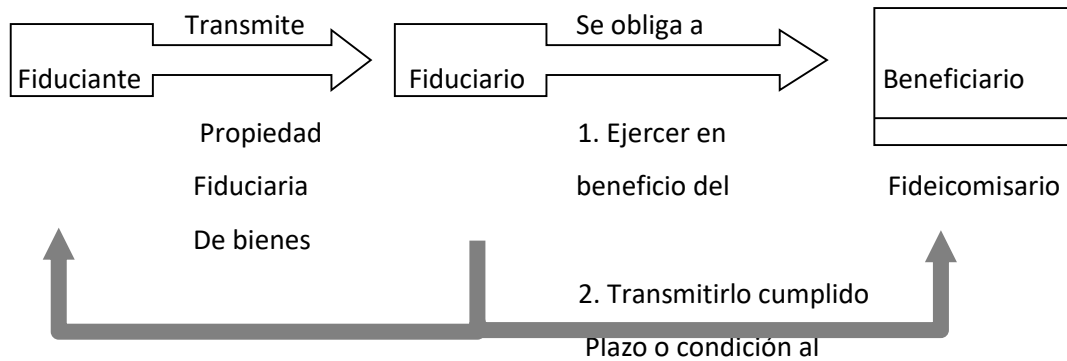 Transmite
Se obliga a
Fiduciante
Fiduciario
Beneficiario
Propiedad
1. Ejercer en
Fiduciaria
beneficio del
Fideicomisario
De bienes
2. Transmitirlo cumplido
Plazo o condición al